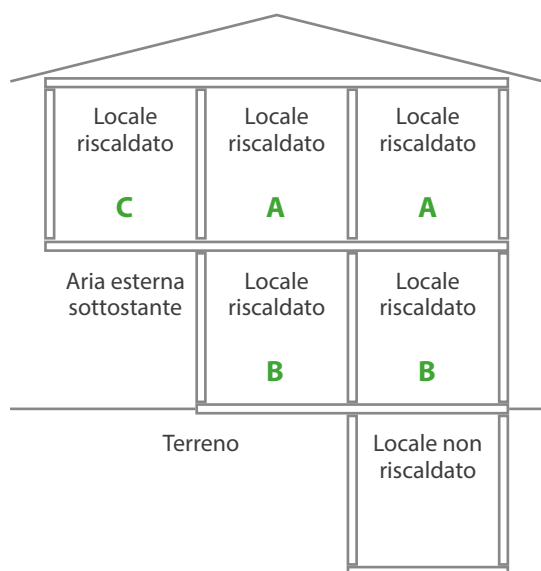 Locale
riscaldato
C
Locale
riscaldato
A
Locale
riscaldato
A
Aria esterna
sottostante
Locale
riscaldato
B
Locale
riscaldato
B
Terreno
Locale non
riscaldato